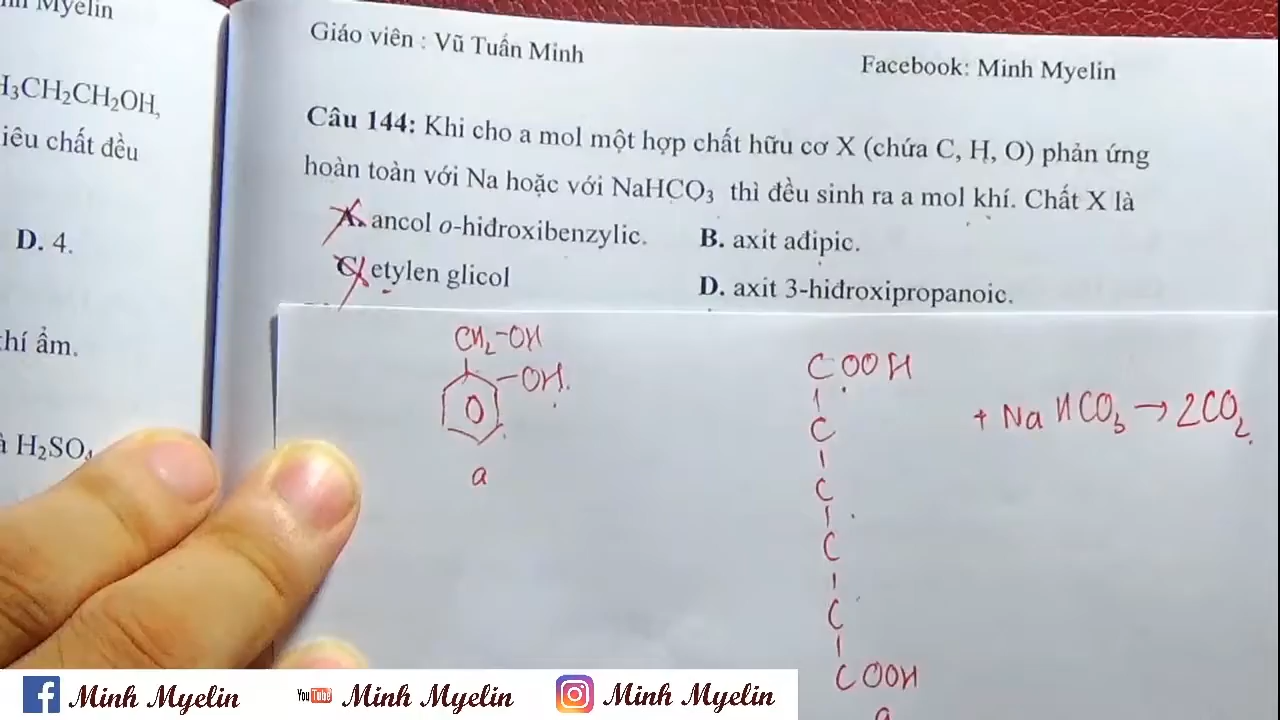 Myelin
H₃CH₂CH₂OH,
iêu chất đều
D. 4.
hí ẩm.
H₂SO₄
Giáo viên : Vũ Tuấn Minh
Facebook: Minh Myelin
Câu 144: Khi cho a mol một hợp chất hữu cơ X (chứa C, H, O) phản ứng
hoàn toàn với Na hoặc với NaHCO₃ thì đều sinh ra a mol khí. Chất X là
A. ancol o-hiđroxibenzylic.
B. axit ađipic.
C. etylen glicol
D. axit 3-hiđroxipropanoic.
CH₂-OH
-OH.
a
COOH
C
C
C
C
COOH
a
+ NaHCO₃ → 2CO₂
Minh Myelin
YouTube Minh Myelin
Minh Myelin